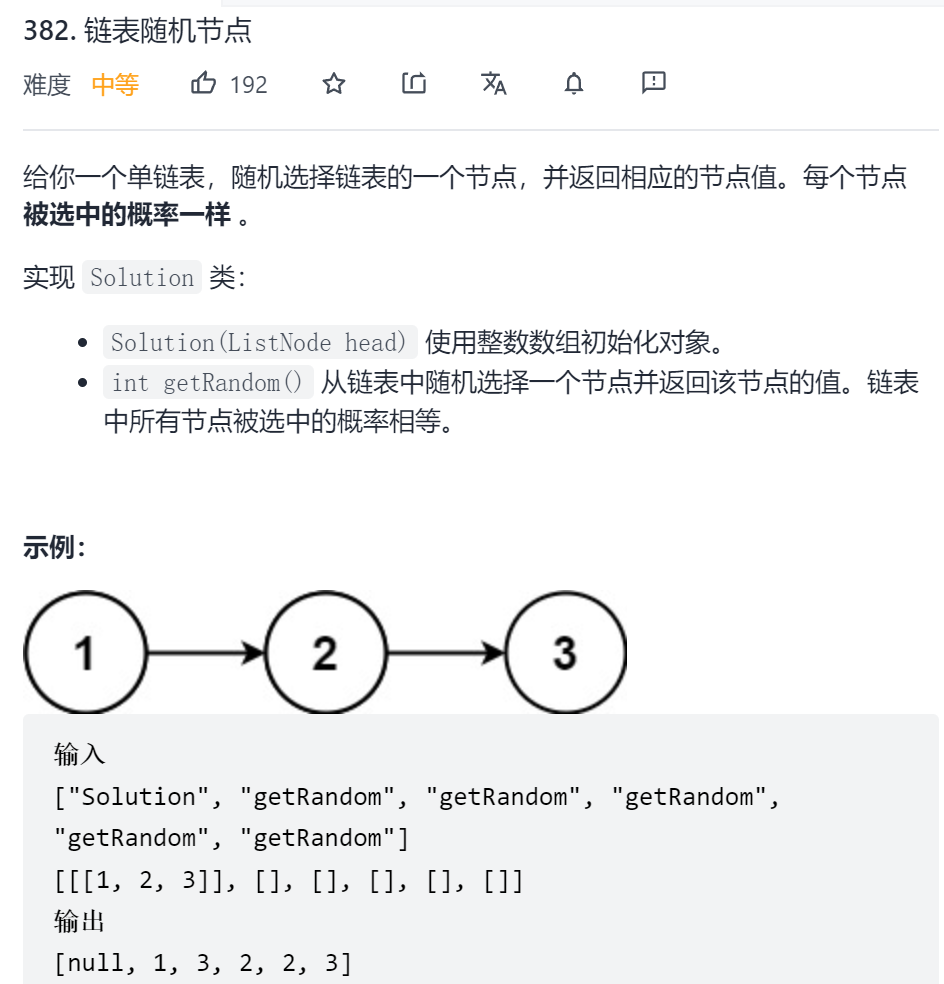 382. 链表随机节点
难度 中等 192
给你一个单链表，随机选择链表的一个节点，并返回相应的节点值。每个节点
被选中的概率一样 。
实现 Solution 类：
Solution(ListNode head) 使用整数数组初始化对象。
int getRandom() 从链表中随机选择一个节点并返回该节点的值。链表
中所有节点被选中的概率相等。
示例：
1 2 3
输入
["Solution", "getRandom", "getRandom", "getRandom",
"getRandom", "getRandom"]
[[[1, 2, 3]], [], [], [], [], []]
输出
[null, 1, 3, 2, 2, 3]